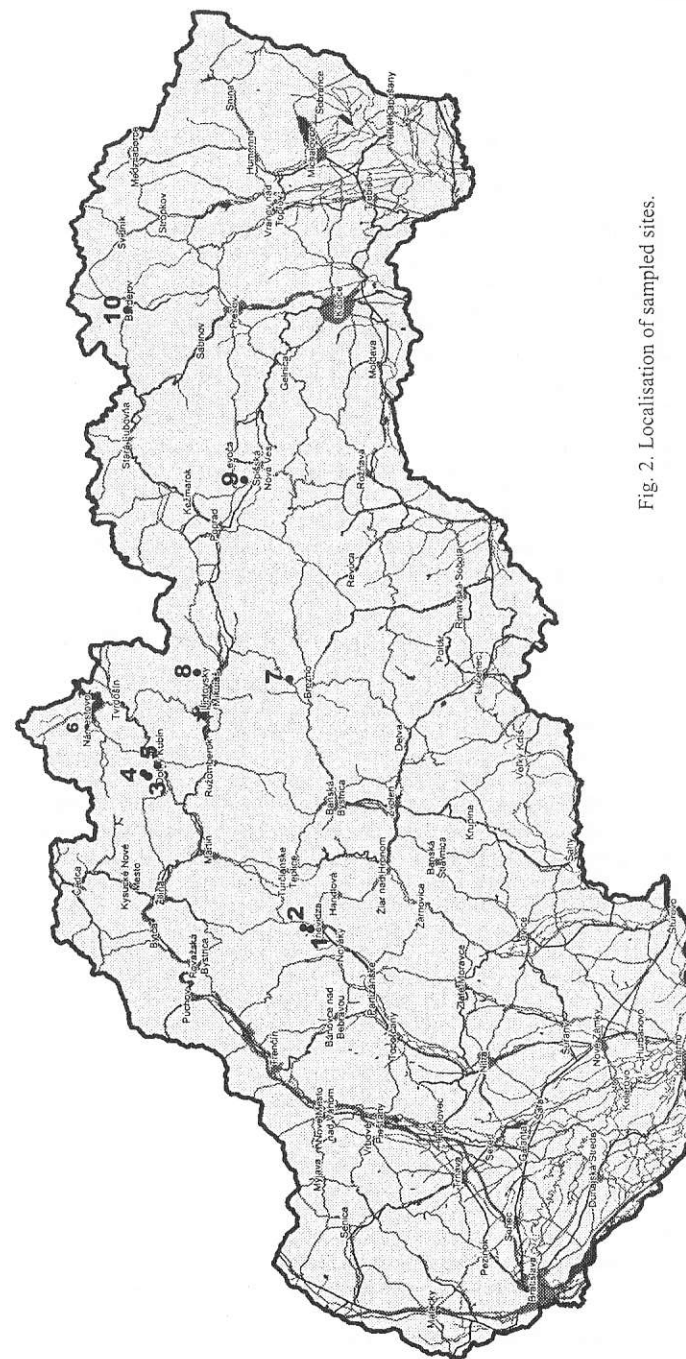 10
Medzilaborce
Svidník
Bardejov
Stropkov
Snina
Humenné
Vranov nad
Topľou
Michalovce
Sobrance
Trebišov
Prešov
Sabinov
Košice
Stará Ľubovňa
Kežmarok
Levoča
9
Spišská
Nová Ves
Gelnica
Moldava
Poprad
Rožňava
Revúca
Rimavská Sobota
6
Námestovo
Tvrdošín
4
5
3
Dolný Kubín
8
Liptovský
Mikuláš
Ružomberok
7
Brezno
Poltár
Lučenec
Detva
Veľký Krtíš
Čadca
Kysucké Nové
Mesto
Žilina
Bytča
Martin
Banská
Bystrica
Zvolen
Krupina
Šahy
Turčianske
Teplice
Handlová
Žiar nad Hronom
Banská
Štiavnica
Žarnovica
Považská
Bystrica
Púchov
1
2
Prievidza
Nováky
Bánovce nad
Bebravou
Partizánske
Topoľčany
Zlaté Moravce
Levice
Trenčín
Nové Mesto
nad Váhom
Myjava
Vrbové
Piešťany
Hlohovec
Nitra
Šurany
Nové Zámky
Hurbanovo
Kolárovo
Štúrovo
Komárno
Senica
Trnava
Sereď
Galanta
Šaľa
Dunajská Streda
Malacky
Pezinok
Senec
Bratislava
Fig. 2. Localisation of sampled sites.